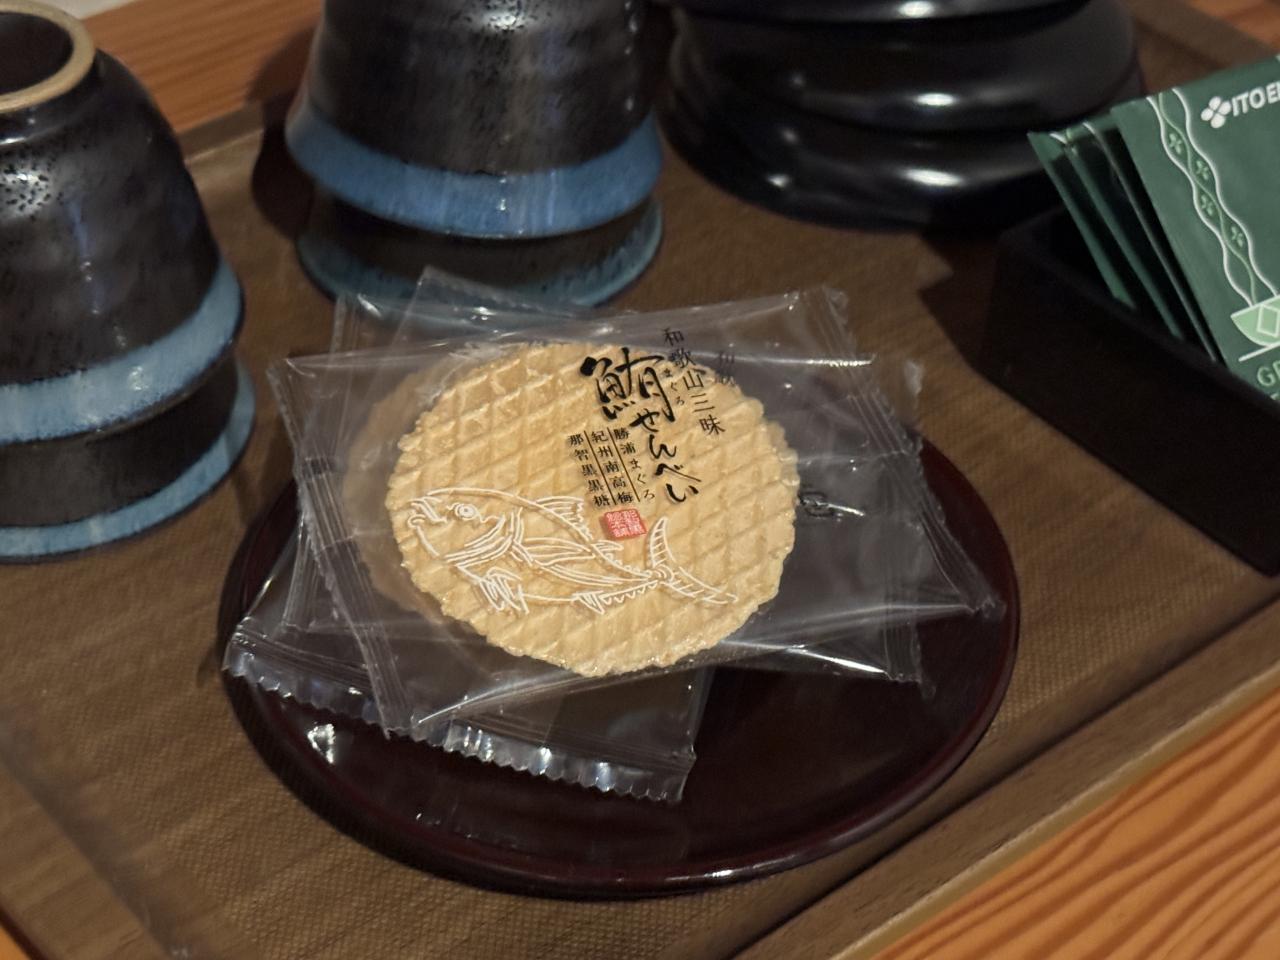 和歌山三昧
まぐろ
鮪せんべい
勝浦まぐろ
紀州南高梅
那智黒黒糖
ITO E